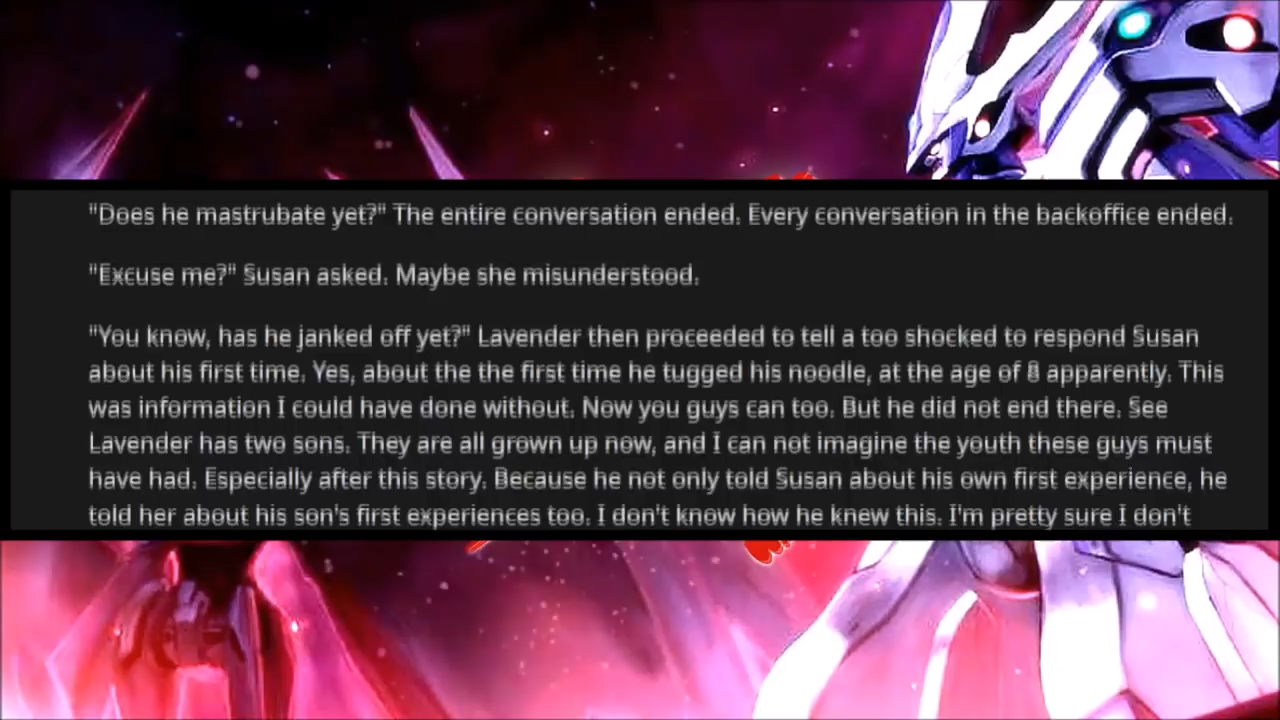 "Does he mastrubate yet?" The entire conversation ended. Every conversation in the backoffice ended.
"Excuse me?" Susan asked. Maybe she misunderstood.
"You know, has he janked off yet?" Lavender then proceeded to tell a too shocked to respond Susan
about his first time. Yes, about the the first time he tugged his noodle, at the age of 8 apparently. This
was information I could have done without. Now you guys can too. But he did not end there. See
Lavender has two sons. They are all grown up now, and I can not imagine the youth these guys must
have had. Especially after this story. Because he not only told Susan about his own first experience, he
told her about his son's first experiences too. I don't know how he knew this. I'm pretty sure I don't